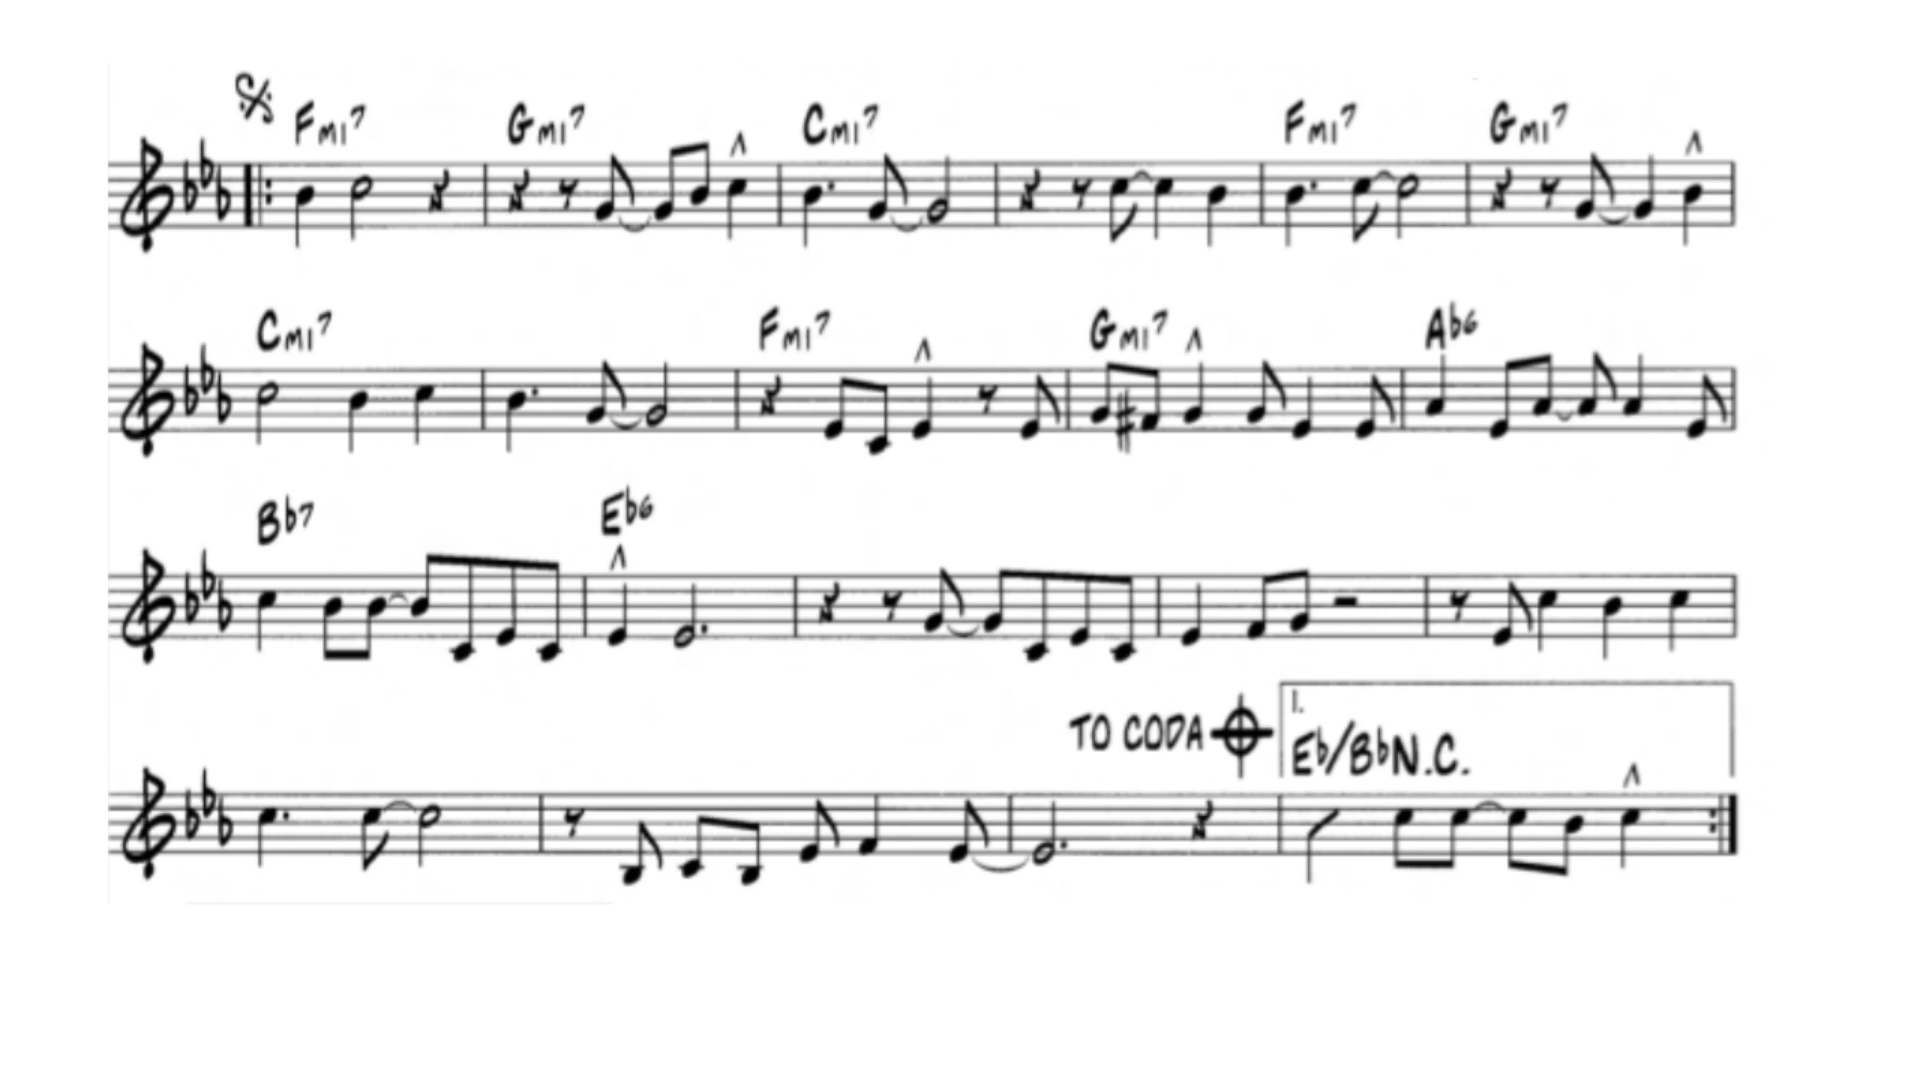 Fmi7 Gmi7 Cmi7 Fmi7 Gmi7
Cmi7 Fmi7 Gmi7 Ab6
Bb7 Eb6
TO CODA
1.
Eb/Bb N.C.